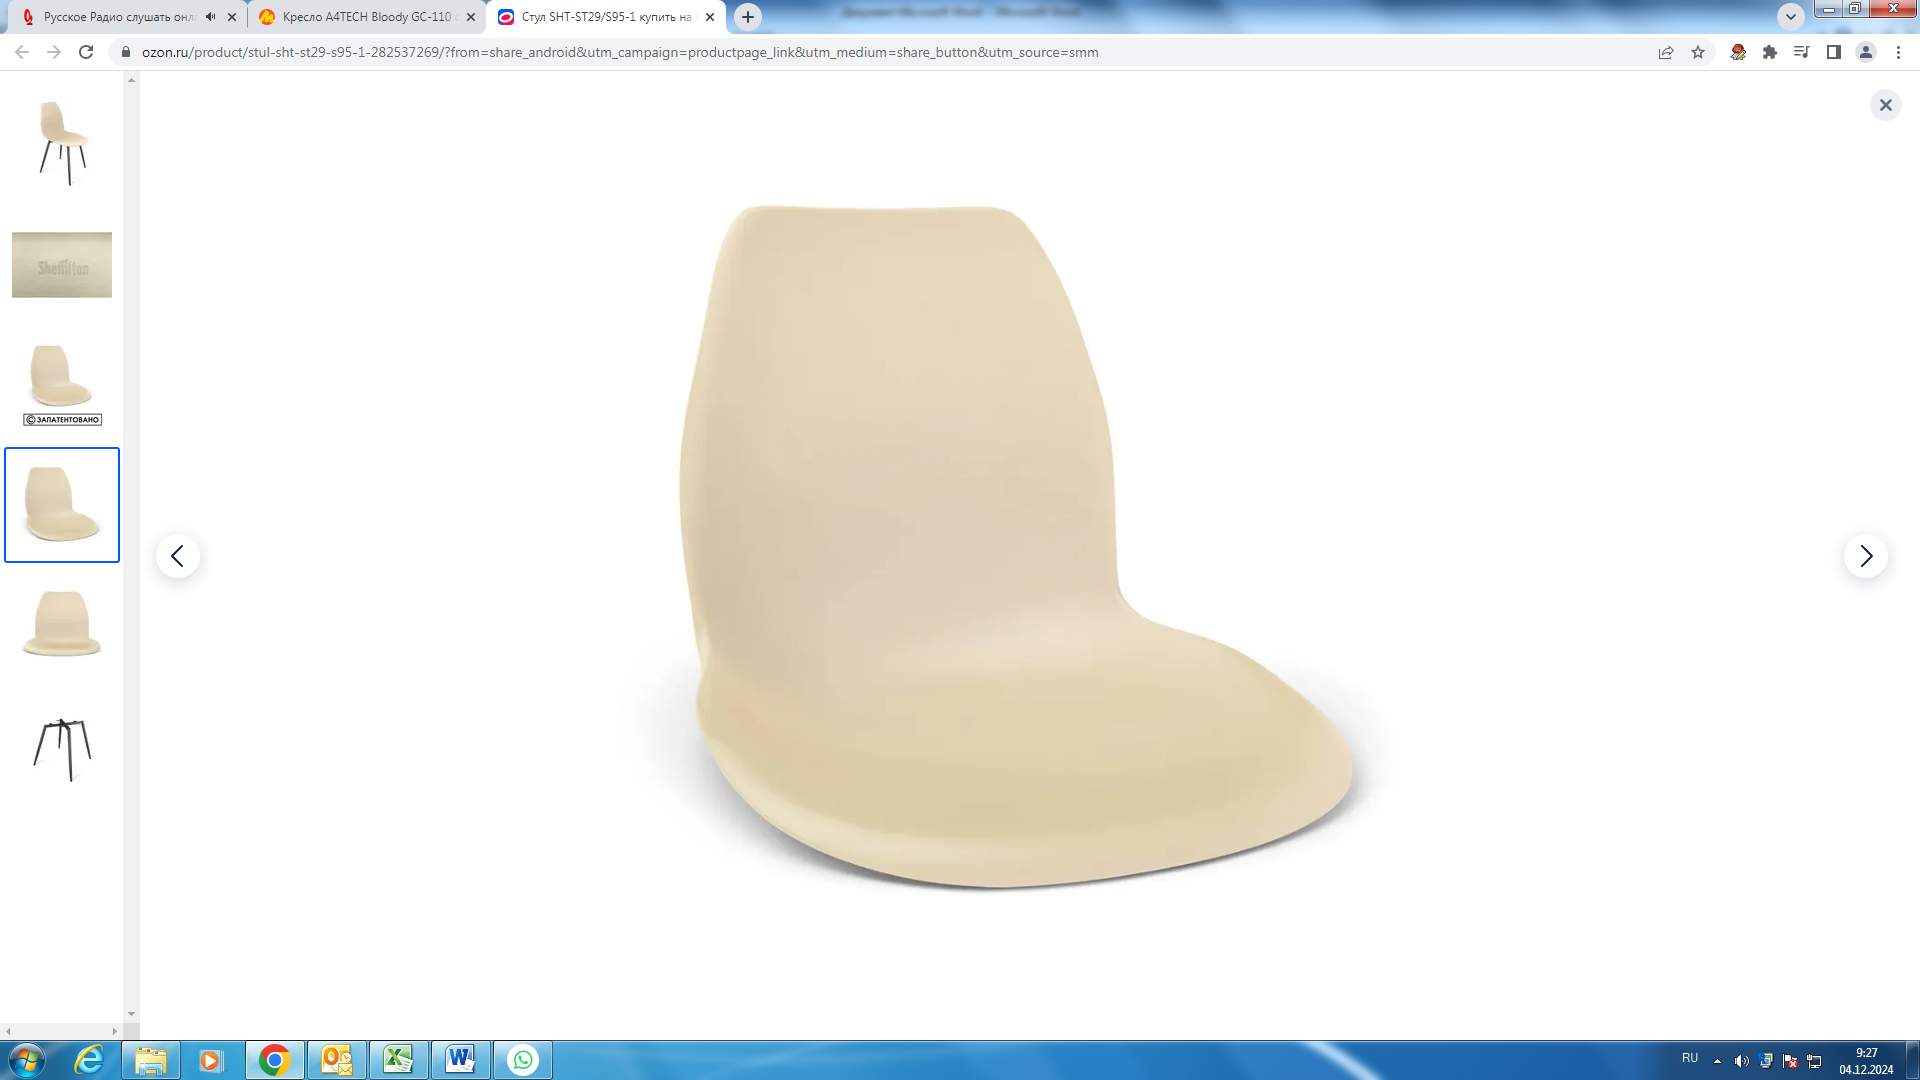 Русское Радио слушать онл
Кресло A4TECH Bloody GC-110
Стул SHT-ST29/S95-1 купить на
ozon.ru/product/stul-sht-st29-s95-1-282537269/?from=share_android&utm_campaign=productpage_link&utm_medium=share_button&utm_source=smm
Sheffilton
© ЗАПАТЕНТОВАНО
RU
9:27
04.12.2024